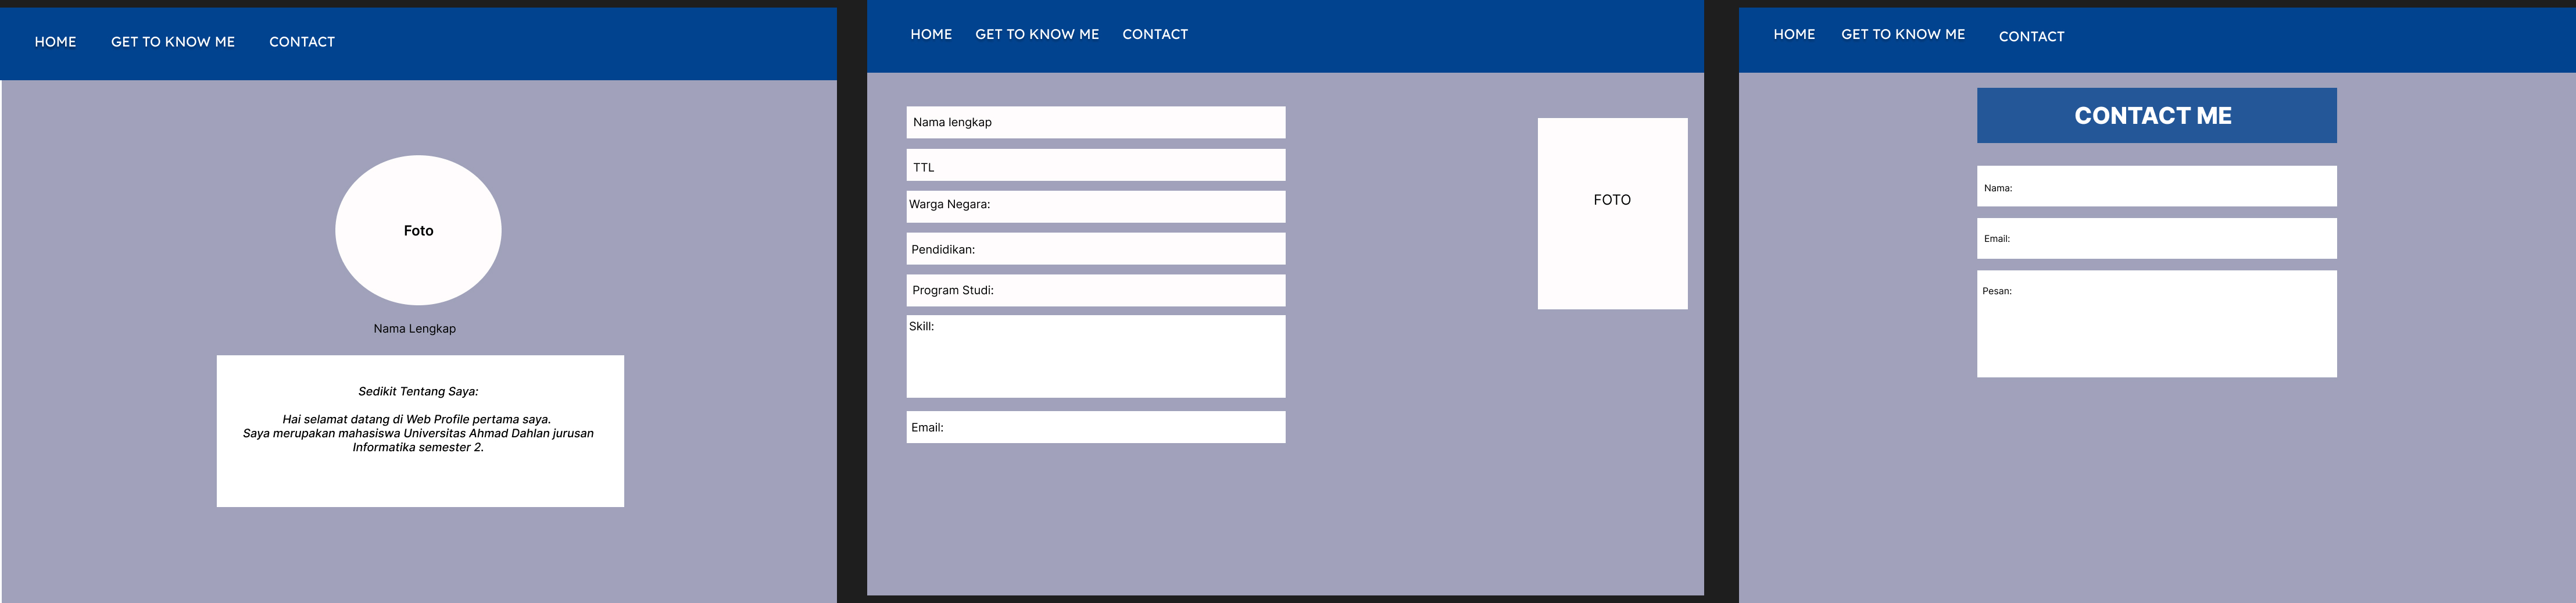 HOME GET TO KNOW ME CONTACT
Foto
Nama Lengkap
Sedikit Tentang Saya:
Hai selamat datang di Web Profile pertama saya.
Saya merupakan mahasiswa Universitas Ahmad Dahlan jurusan
Informatika semester 2.
HOME GET TO KNOW ME CONTACT
Nama lengkap
TTL
Warga Negara:
Pendidikan:
Program Studi:
Skill:
Email:
FOTO
HOME GET TO KNOW ME CONTACT
CONTACT ME
Nama:
Email:
Pesan: